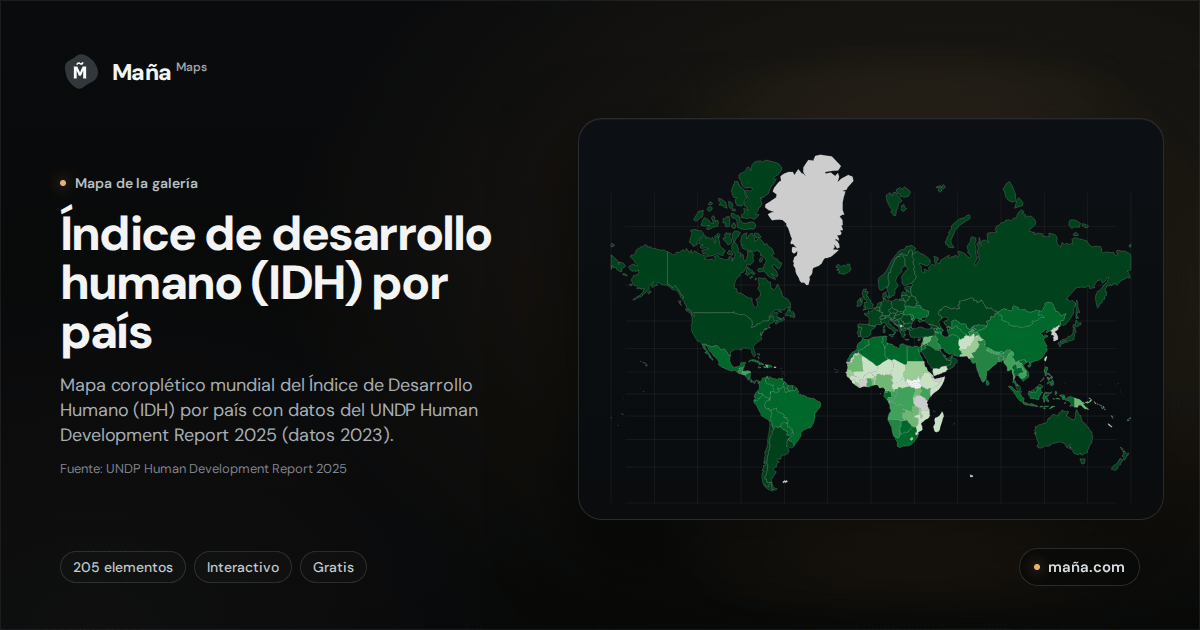 M̃
Maña Maps
Mapa de la galería
Índice de desarrollo
humano (IDH) por
país
Mapa coroplético mundial del Índice de Desarrollo
Humano (IDH) por país con datos del UNDP Human
Development Report 2025 (datos 2023).
Fuente: UNDP Human Development Report 2025
205 elementos
Interactivo
Gratis
maña.com